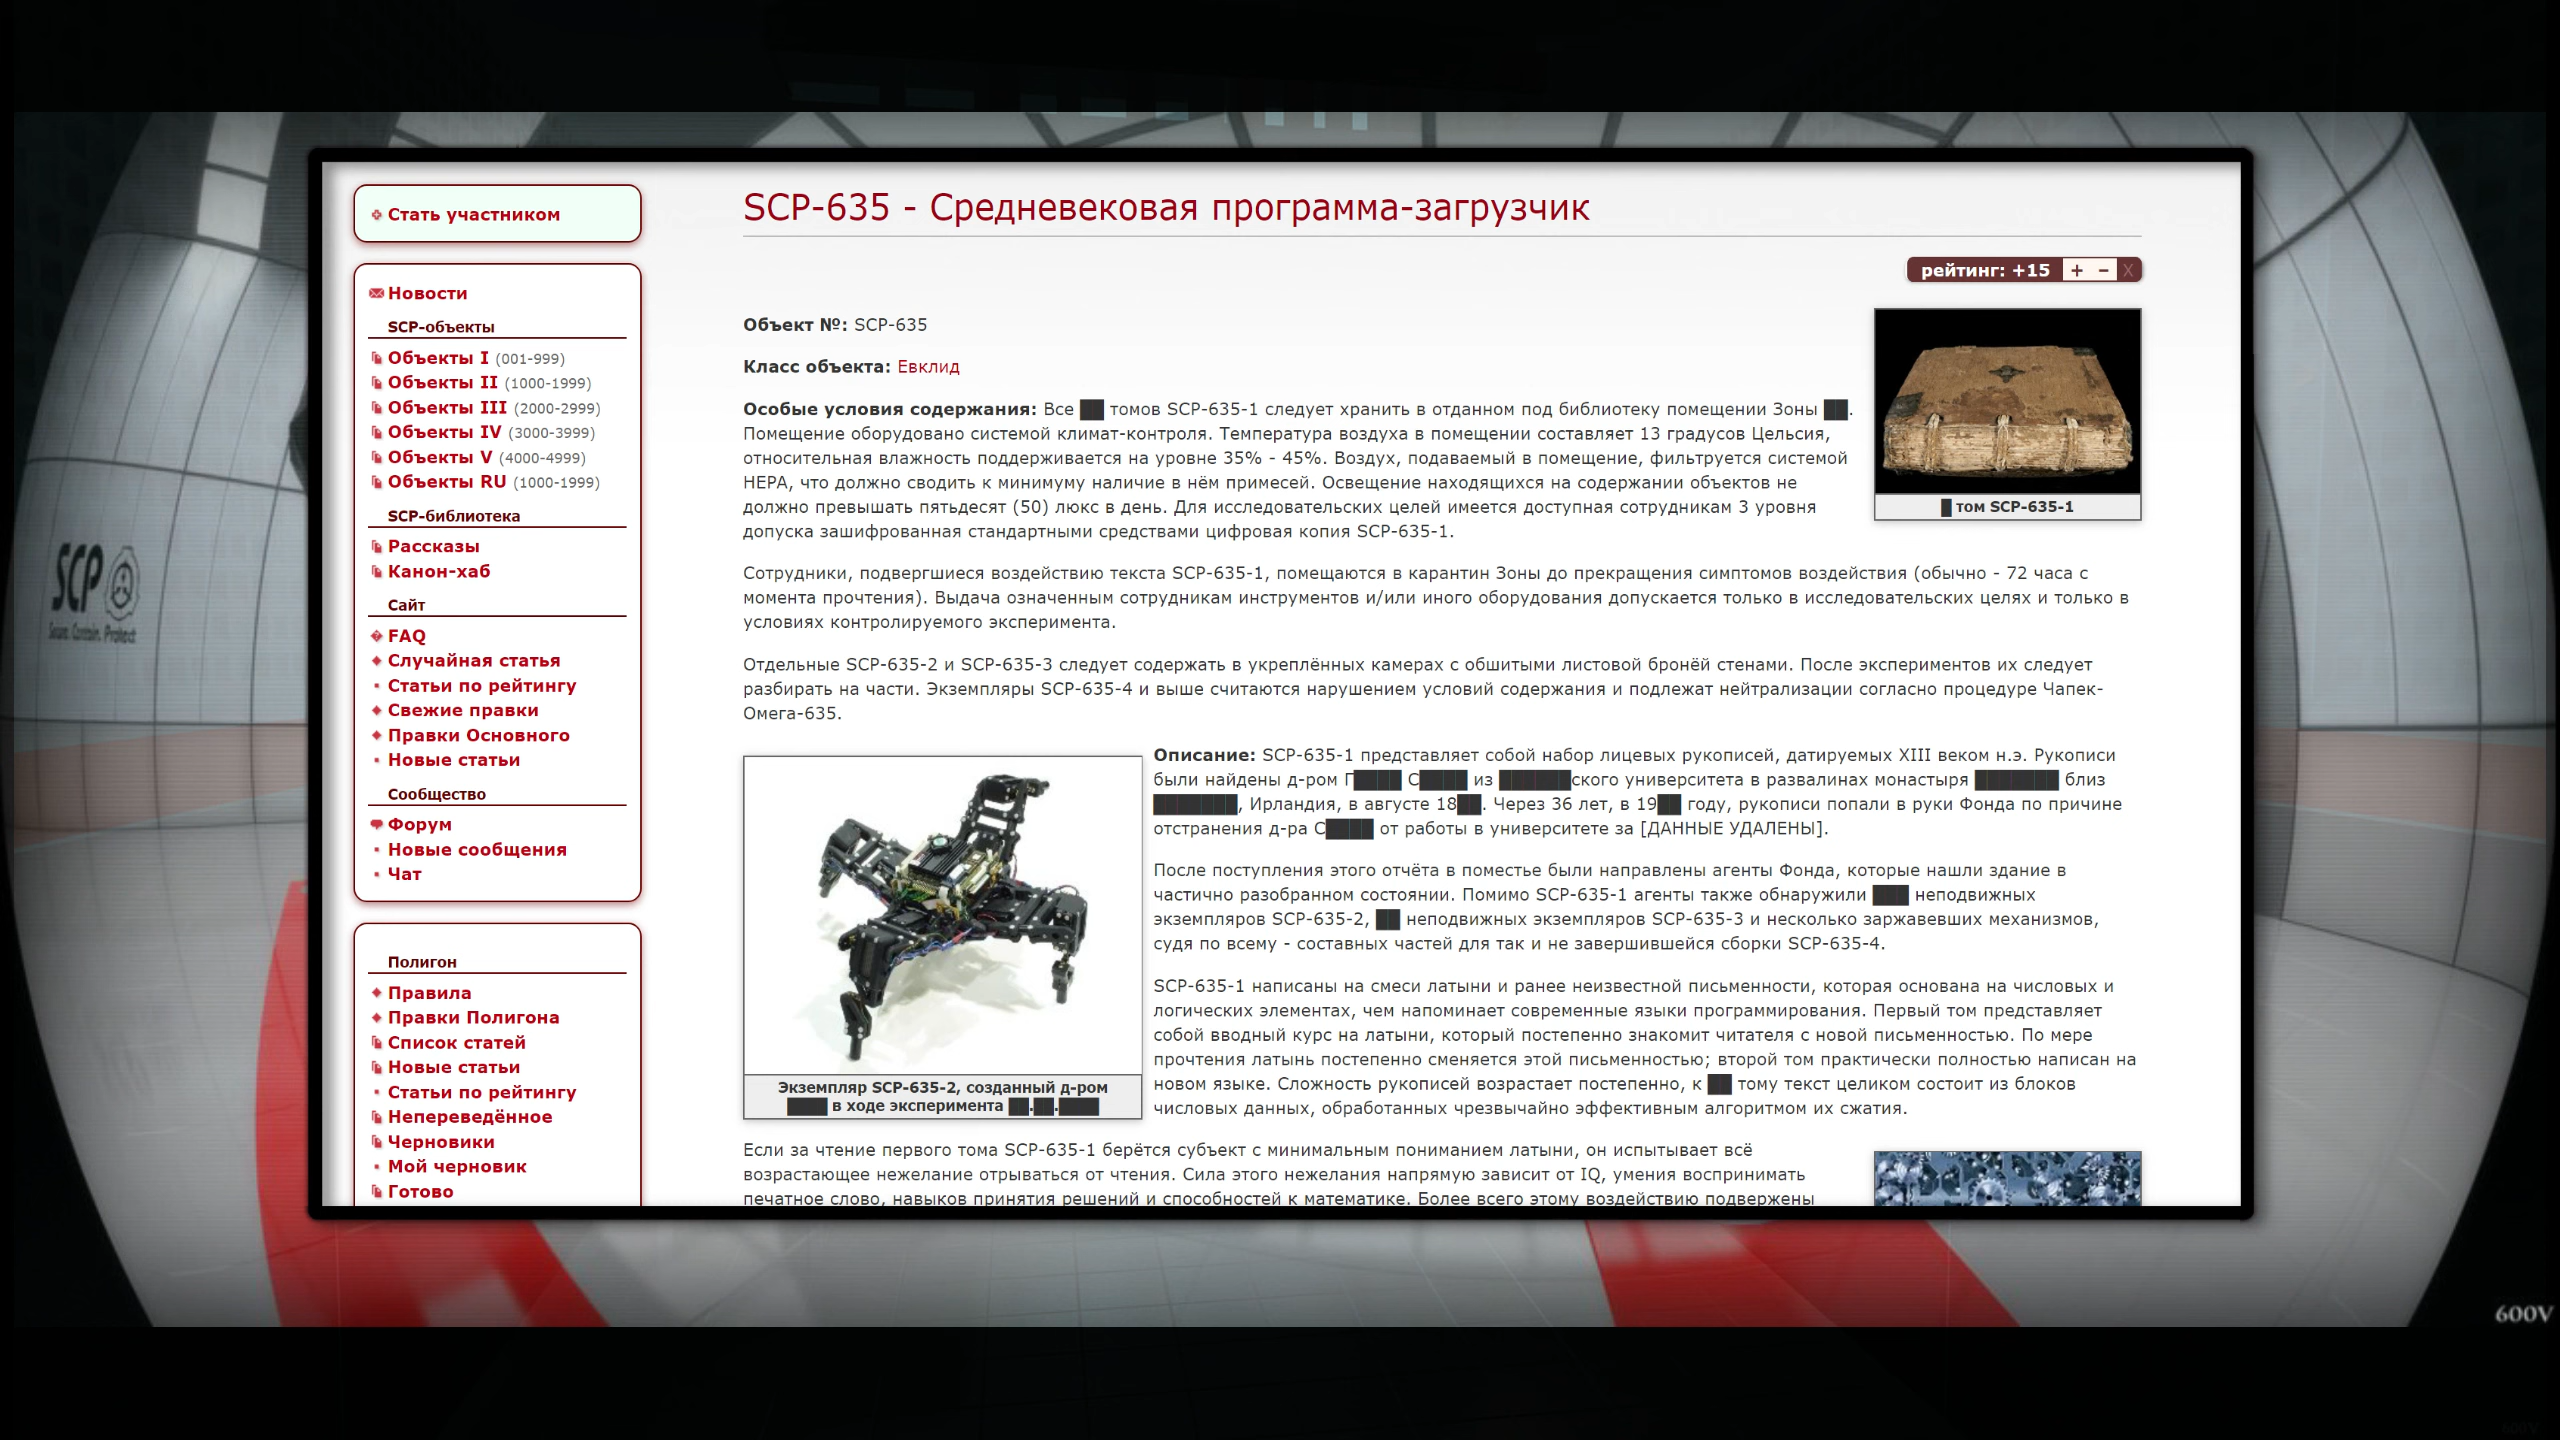 Стать участником
Новости
SCP-объекты
Объекты I (001-999)
Объекты II (1000-1999)
Объекты III (2000-2999)
Объекты IV (3000-3999)
Объекты V (4000-4999)
Объекты RU (1000-1999)
SCP-библиотека
Рассказы
Канон-хаб
Сайт
FAQ
Случайная статья
Статьи по рейтингу
Свежие правки
Правки Основного
Новые статьи
Сообщество
Форум
Новые сообщения
Чат
Полигон
Правила
Правки Полигона
Список статей
Новые статьи
Статьи по рейтингу
Непереведённое
Черновики
Мой черновик
Готово
SCP-635 - Средневековая программа-загрузчик
рейтинг: +15 + − X
Объект №: SCP-635
Класс объекта: Евклид
Особые условия содержания: Все ██ томов SCP-635-1 следует хранить в отданном под библиотеку помещении Зоны ██.
Помещение оборудовано системой климат-контроля. Температура воздуха в помещении составляет 13 градусов Цельсия,
относительная влажность поддерживается на уровне 35% - 45%. Воздух, подаваемый в помещение, фильтруется системой
HEPA, что должно сводить к минимуму наличие в нём примесей. Освещение находящихся на содержании объектов не
должно превышать пятьдесят (50) люкс в день. Для исследовательских целей имеется доступная сотрудникам 3 уровня
допуска зашифрованная стандартными средствами цифровая копия SCP-635-1.
█ том SCP-635-1
Сотрудники, подвергшиеся воздействию текста SCP-635-1, помещаются в карантин Зоны до прекращения симптомов воздействия (обычно - 72 часа с
момента прочтения). Выдача означенным сотрудникам инструментов и/или иного оборудования допускается только в исследовательских целях и только в
условиях контролируемого эксперимента.
Отдельные SCP-635-2 и SCP-635-3 следует содержать в укреплённых камерах с обшитыми листовой бронёй стенами. После экспериментов их следует
разбирать на части. Экземпляры SCP-635-4 и выше считаются нарушением условий содержания и подлежат нейтрализации согласно процедуре Чапек-
Омега-635.
Экземпляр SCP-635-2, созданный д-ром
████ в ходе эксперимента ██.██.████
Описание: SCP-635-1 представляет собой набор лицевых рукописей, датируемых XIII веком н.э. Рукописи
были найдены д-ром Г████ С████ из ██████ского университета в развалинах монастыря ███████ близ
███████, Ирландия, в августе 18██. Через 36 лет, в 19██ году, рукописи попали в руки Фонда по причине
отстранения д-ра С████ от работы в университете за [ДАННЫЕ УДАЛЕНЫ].
После поступления этого отчёта в поместье были направлены агенты Фонда, которые нашли здание в
частично разобранном состоянии. Помимо SCP-635-1 агенты также обнаружили ███ неподвижных
экземпляров SCP-635-2, ██ неподвижных экземпляров SCP-635-3 и несколько заржавевших механизмов,
судя по всему - составных частей для так и не завершившейся сборки SCP-635-4.
SCP-635-1 написаны на смеси латыни и ранее неизвестной письменности, которая основана на числовых и
логических элементах, чем напоминает современные языки программирования. Первый том представляет
собой вводный курс на латыни, который постепенно знакомит читателя с новой письменностью. По мере
прочтения латынь постепенно сменяется этой письменностью; второй том практически полностью написан на
новом языке. Сложность рукописей возрастает постепенно, к ██ тому текст целиком состоит из блоков
числовых данных, обработанных чрезвычайно эффективным алгоритмом их сжатия.
Если за чтение первого тома SCP-635-1 берётся субъект с минимальным пониманием латыни, он испытывает всё
возрастающее нежелание отрываться от чтения. Сила этого нежелания напрямую зависит от IQ, умения воспринимать
печатное слово, навыков принятия решений и способностей к математике. Более всего этому воздействию подвержены
SCP
Secure. Contain. Protect
600V